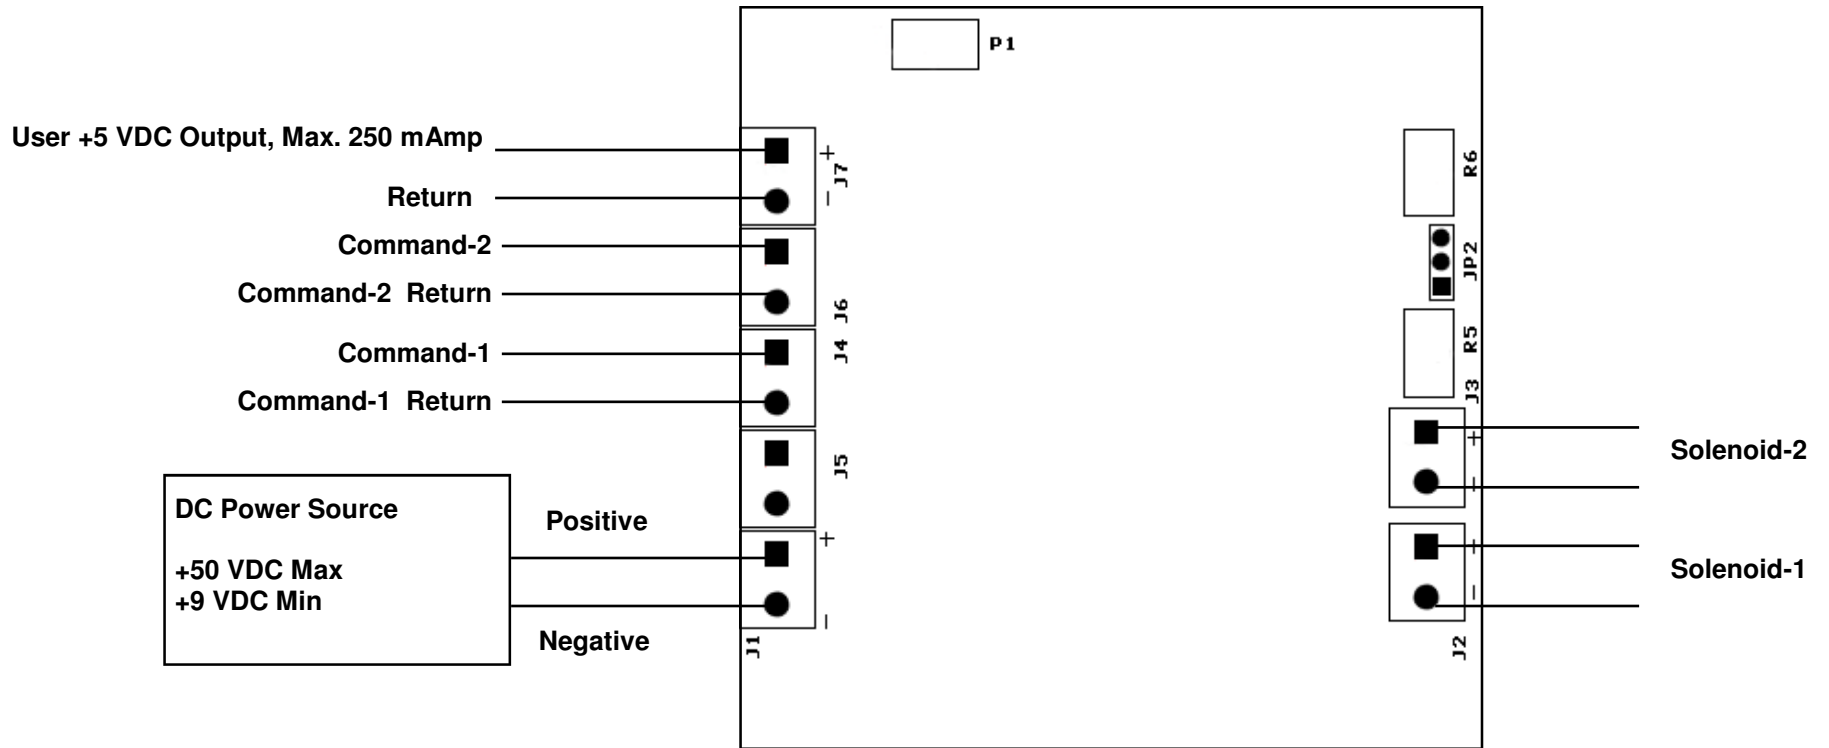 P1
User +5 VDC Output, Max. 250 mAmp
+
J7
Return
–
R6
Command-2
JP2
Command-2 Return
J6
Command-1
J4
R5
Command-1 Return
J3
+
Solenoid-2
J5
DC Power Source
Positive
+
+50 VDC Max
+9 VDC Min
+
Solenoid-1
–
–
Negative
J1
J2